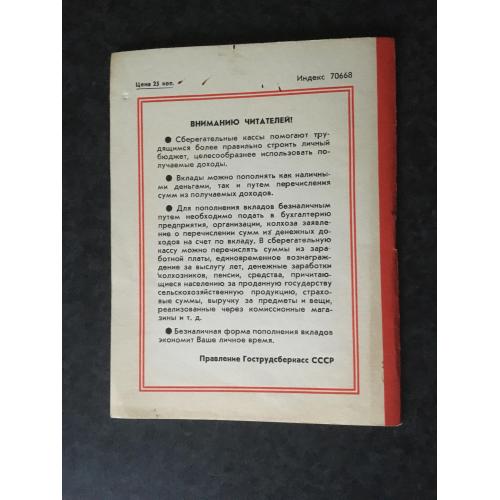 Цена 25 коп.
Индекс 70668
ВНИМАНИЮ ЧИТАТЕЛЕЙ!
● Сберегательные кассы помогают тру-
дящимся более правильно строить личный
бюджет, целесообразнее использовать по-
лучаемые доходы.
● Вклады можно пополнять как наличны-
ми деньгами, так и путем перечисления
сумм из получаемых доходов.
● Для пополнения вкладов безналичным
путем необходимо подать в бухгалтерию
предприятия, организации, колхоза заявле-
ние о перечислении сумм из денежных до-
ходов на счет по вкладу. В сберегательную
кассу можно перечислять суммы из зара-
ботной платы, единовременное вознаграж-
дение за выслугу лет, денежные заработки
колхозников, пенсии, средства, причитаю-
щиеся населению за проданную государству
сельскохозяйственную продукцию, страхо-
вые суммы, выручку за предметы и вещи,
реализованные через комиссионные мага-
зины и т. д.
● Безналичная форма пополнения вкладов
экономит Ваше личное время.
Правление Гострудсберкасс СССР